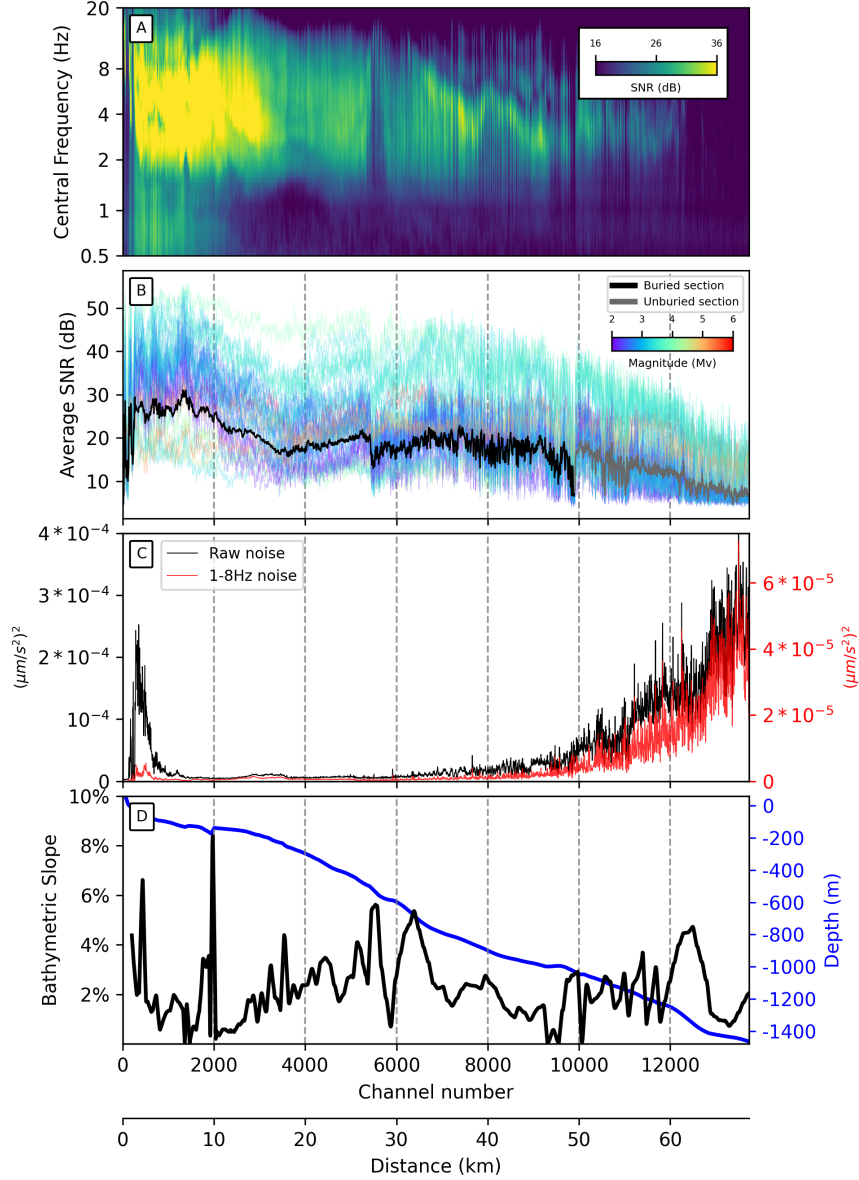 A
20
8
4
2
1
0.5
Central Frequency (Hz)
16 26 36
SNR (dB)
B
50
40
30
20
10
Average SNR (dB)
Buried section
Unburied section
2 3 4 5 6
Magnitude (Mv)
C
Raw noise
1-8Hz noise
4 * 10⁻⁴
3 * 10⁻⁴
2 * 10⁻⁴
10⁻⁴
0
(μm/s²)²
6 * 10⁻⁵
4 * 10⁻⁵
2 * 10⁻⁵
0
(μm/s²)²
D
10%
8%
6%
4%
2%
Bathymetric Slope
0
-200
-400
-600
-800
-1000
-1200
-1400
Depth (m)
0 2000 4000 6000 8000 10000 12000
Channel number
0 10 20 30 40 50 60
Distance (km)